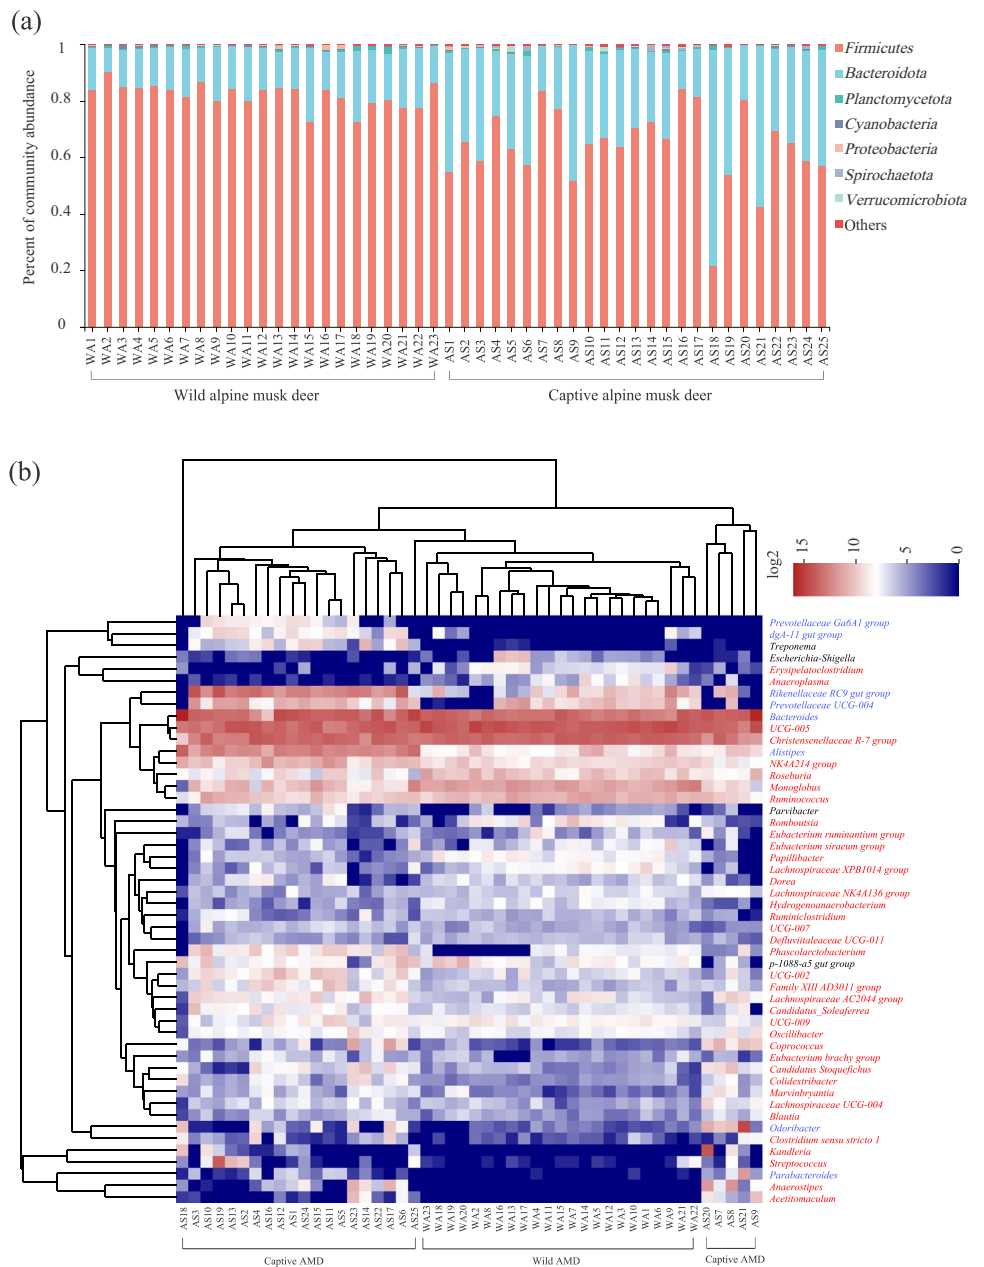 (a)
Percent of community abundance
1
0.8
0.6
0.4
0.2
0
Firmicutes
Bacteroidota
Planctomycetota
Cyanobacteria
Proteobacteria
Spirochaetota
Verrucomicrobiota
Others
WA1 WA2 WA3 WA4 WA5 WA6 WA7 WA8 WA9 WA10 WA11 WA12 WA13 WA14 WA15 WA16 WA17 WA18 WA19 WA20 WA21 WA22 WA23 AS1 AS2 AS3 AS4 AS5 AS6 AS7 AS8 AS9 AS10 AS11 AS12 AS13 AS14 AS15 AS16 AS17 AS18 AS19 AS20 AS21 AS22 AS23 AS24 AS25
Wild alpine musk deer Captive alpine musk deer
(b)
log2
15 10 5 0
Prevotellaceae Ga6A1 group
dgA-11 gut group
Treponema
Escherichia-Shigella
Erysipelatoclostridium
Anaeroplasma
Rikenellaceae RC9 gut group
Prevotellaceae UCG-004
Bacteroides
UCG-005
Christensenellaceae R-7 group
Alistipes
NK4A214 group
Roseburia
Monoglobus
Ruminococcus
Parvibacter
Romboutsia
Eubacterium ruminantium group
Eubacterium siraeum group
Papillibacter
Lachnospiraceae XPB1014 group
Dorea
Lachnospiraceae NK4A136 group
Hydrogenoanaerobacterium
Ruminiclostridium
UCG-007
Defluviitaleaceae UCG-011
Phascolarctobacterium
p-1088-a5 gut group
UCG-002
Family XIII AD3011 group
Lachnospiraceae AC2044 group
Candidatus_Soleaferrea
UCG-009
Oscillibacter
Coprococcus
Eubacterium brachy group
Candidatus Stoquefichus
Colidextribacter
Marvinbryantia
Lachnospiraceae UCG-004
Blautia
Odoribacter
Clostridium sensu stricto 1
Kandleria
Streptococcus
Parabacteroides
Anaerostipes
Acetitomaculum
AS18 AS3 AS10 AS19 AS13 AS2 AS4 AS16 AS12 AS1 AS24 AS15 AS11 AS5 AS23 AS14 AS22 AS17 AS6 AS25 WA23 WA18 WA19 WA20 WA2 WA8 WA16 WA13 WA17 WA4 WA11 WA15 WA7 WA14 WA5 WA12 WA3 WA10 WA1 WA6 WA9 WA21 WA22 AS20 AS7 AS8 AS21 AS9
Captive AMD Wild AMD Captive AMD